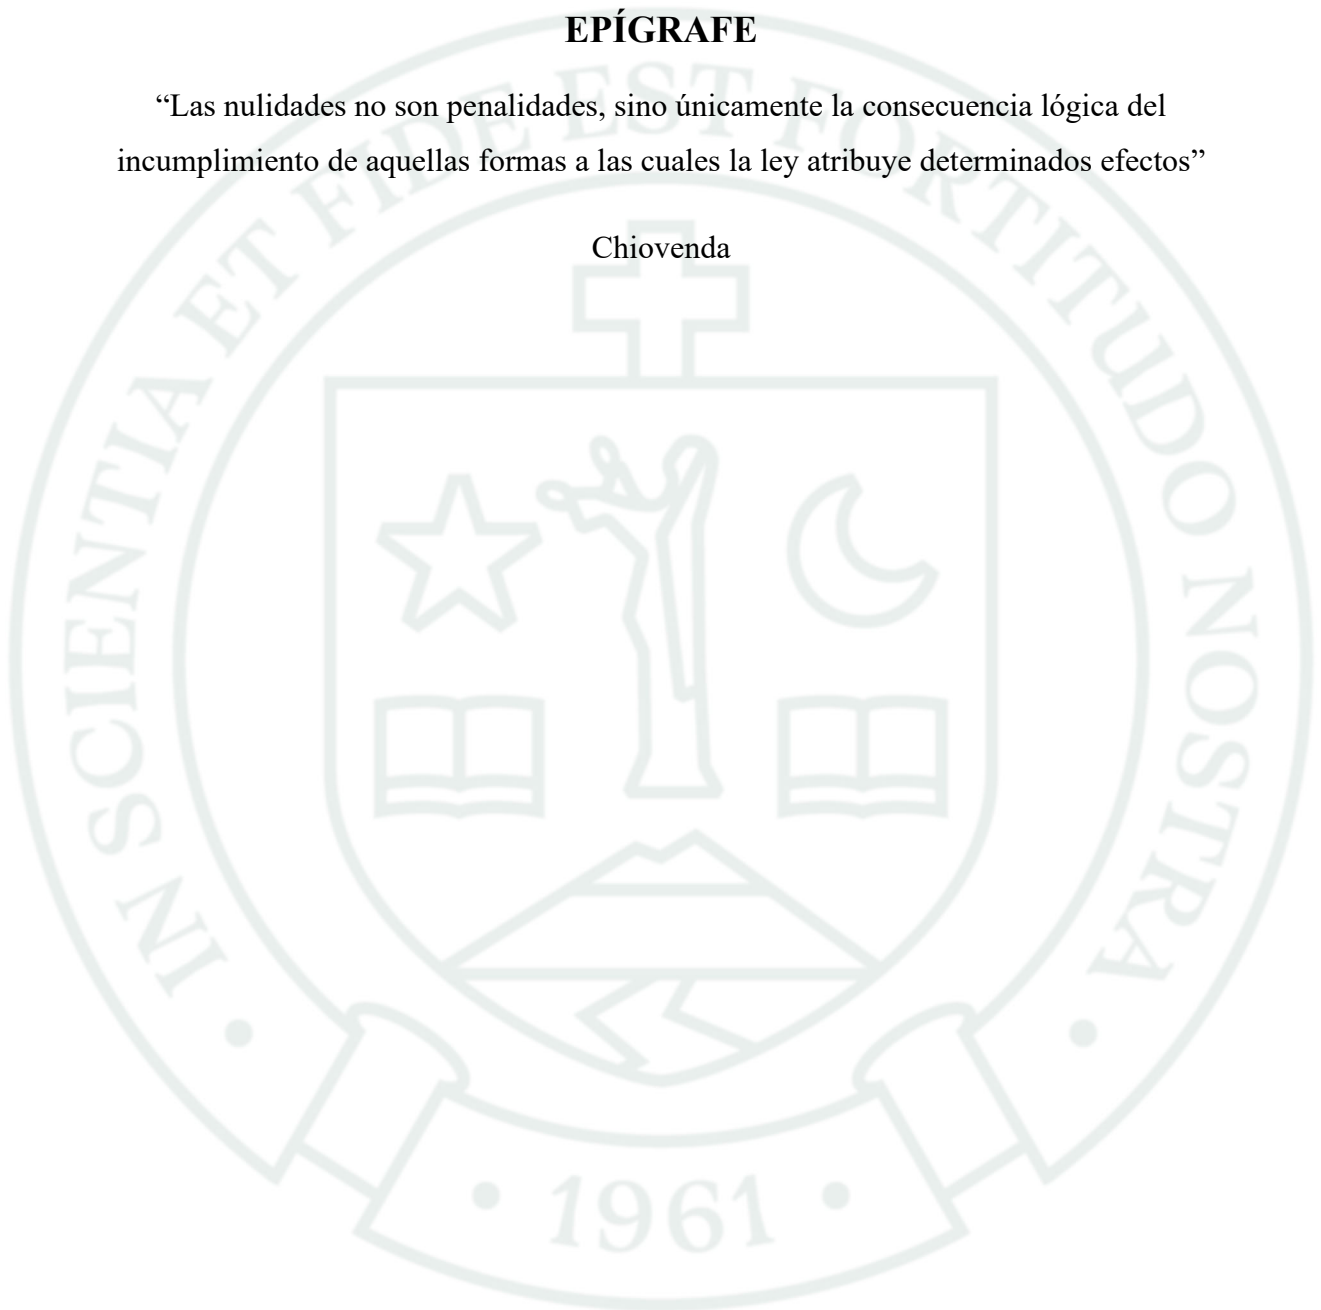 EPÍGRAFE
“Las nulidades no son penalidades, sino únicamente la consecuencia lógica del
incumplimiento de aquellas formas a las cuales la ley atribuye determinados efectos”
Chiovenda
IN SCIENTIA ET FIDE EST FORTITUDO NOSTRA
• 1961 •